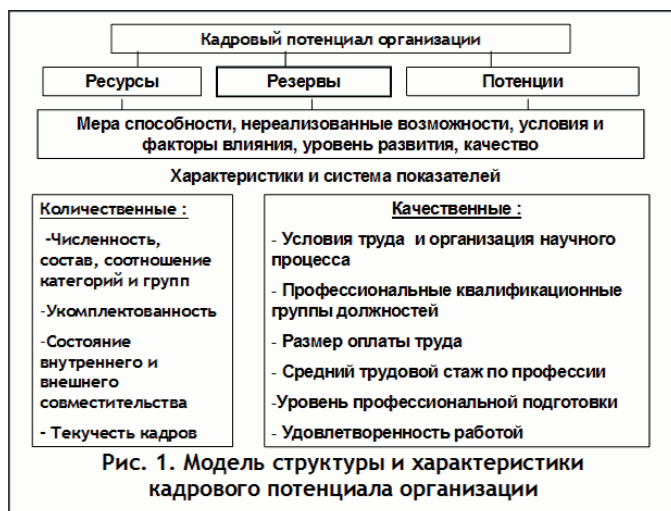 Кадровый потенциал организации
Ресурсы
Резервы
Потенции
Мера способности, нереализованные возможности, условия и
факторы влияния, уровень развития, качество
Характеристики и система показателей
Количественные :
-Численность,
состав, соотношение
категорий и групп
-Укомплектованность
-Состояние
внутреннего и
внешнего
совместительства
- Текучесть кадров
Качественные :
- Условия труда и организация научного
процесса
- Профессиональные квалификационные
группы должностей
- Размер оплаты труда
- Средний трудовой стаж по профессии
-Уровень профессиональной подготовки
- Удовлетворенность работой
Рис. 1. Модель структуры и характеристики
кадрового потенциала организации